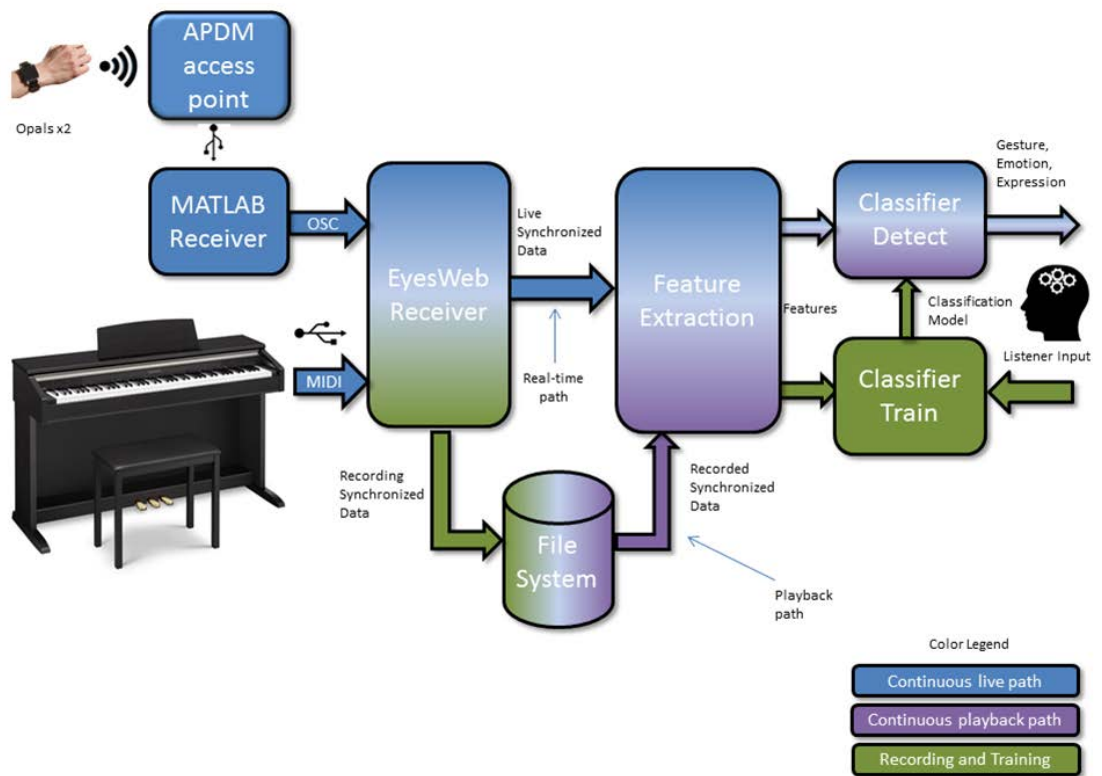 APDM
access
point
Opals x2
MATLAB
Receiver
OSC
MIDI
EyesWeb
Receiver
Live
Synchronized
Data
Real-time
path
Feature
Extraction
Features
Classifier
Detect
Gesture,
Emotion,
Expression
Classification
Model
Listener Input
Classifier
Train
Recording
Synchronized
Data
File
System
Recorded
Synchronized
Data
Playback
path
Color Legend
Continuous live path
Continuous playback path
Recording and Training